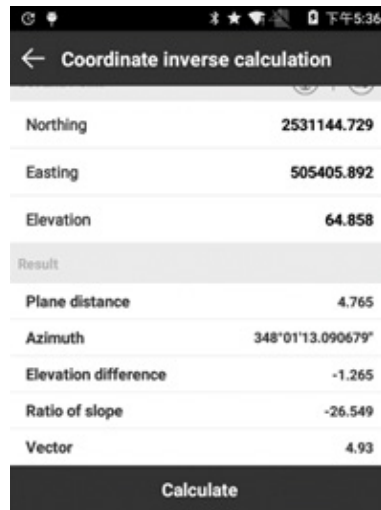 下午5:36
Coordinate inverse calculation
Northing 2531144.729
Easting 505405.892
Elevation 64.858
Result
Plane distance 4.765
Azimuth 348°01'13.090679"
Elevation difference -1.265
Ratio of slope -26.549
Vector 4.93
Calculate